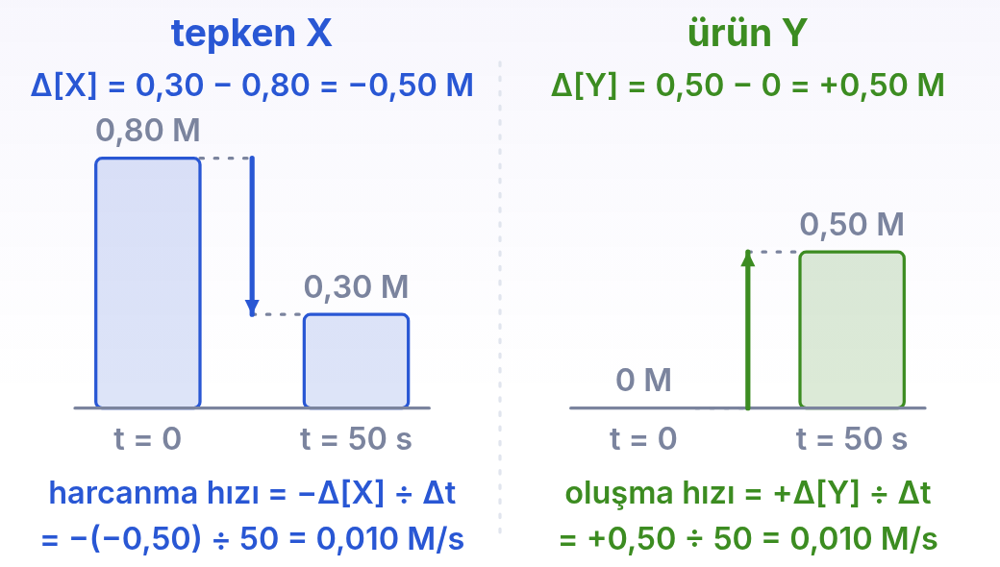 tepken X
Δ[X] = 0,30 − 0,80 = −0,50 M
0,80 M
0,30 M
t = 0
t = 50 s
harcanma hızı = −Δ[X] ÷ Δt
= −(−0,50) ÷ 50 = 0,010 M/s
ürün Y
Δ[Y] = 0,50 − 0 = +0,50 M
0,50 M
0 M
t = 0
t = 50 s
oluşma hızı = +Δ[Y] ÷ Δt
= +0,50 ÷ 50 = 0,010 M/s